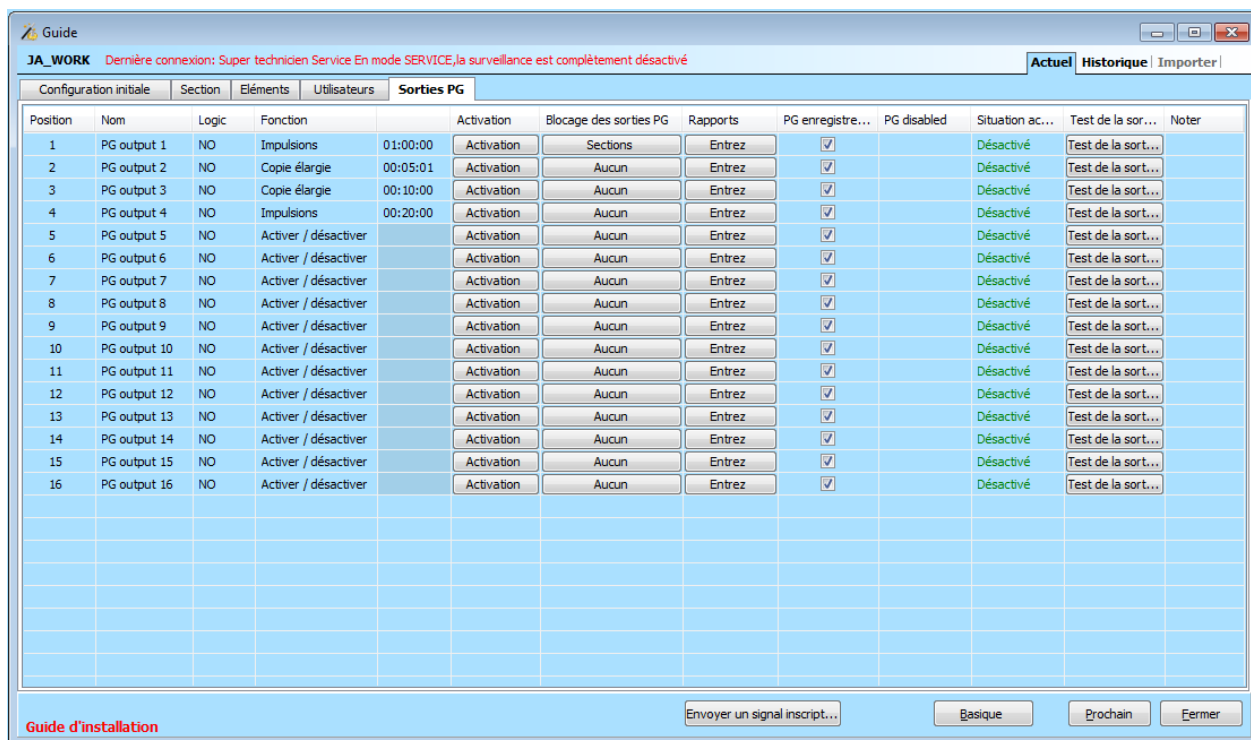 Guide
JA_WORK Dernière connexion: Super technicien Service En mode SERVICE,la surveillance est complètement désactivé Actuel Historique Importer
Configuration initiale Section Eléments Utilisateurs Sorties PG
Position Nom Logic Fonction Activation Blocage des sorties PG Rapports PG enregistre... PG disabled Situation ac... Test de la sor... Noter
1 PG output 1 NO Impulsions 01:00:00 Activation Sections Entrez Désactivé Test de la sort...
2 PG output 2 NO Copie élargie 00:05:01 Activation Aucun Entrez Désactivé Test de la sort...
3 PG output 3 NO Copie élargie 00:10:00 Activation Aucun Entrez Désactivé Test de la sort...
4 PG output 4 NO Impulsions 00:20:00 Activation Aucun Entrez Désactivé Test de la sort...
5 PG output 5 NO Activer / désactiver Activation Aucun Entrez Désactivé Test de la sort...
6 PG output 6 NO Activer / désactiver Activation Aucun Entrez Désactivé Test de la sort...
7 PG output 7 NO Activer / désactiver Activation Aucun Entrez Désactivé Test de la sort...
8 PG output 8 NO Activer / désactiver Activation Aucun Entrez Désactivé Test de la sort...
9 PG output 9 NO Activer / désactiver Activation Aucun Entrez Désactivé Test de la sort...
10 PG output 10 NO Activer / désactiver Activation Aucun Entrez Désactivé Test de la sort...
11 PG output 11 NO Activer / désactiver Activation Aucun Entrez Désactivé Test de la sort...
12 PG output 12 NO Activer / désactiver Activation Aucun Entrez Désactivé Test de la sort...
13 PG output 13 NO Activer / désactiver Activation Aucun Entrez Désactivé Test de la sort...
14 PG output 14 NO Activer / désactiver Activation Aucun Entrez Désactivé Test de la sort...
15 PG output 15 NO Activer / désactiver Activation Aucun Entrez Désactivé Test de la sort...
16 PG output 16 NO Activer / désactiver Activation Aucun Entrez Désactivé Test de la sort...
Guide d'installation Envoyer un signal inscript... Basique Prochain Fermer